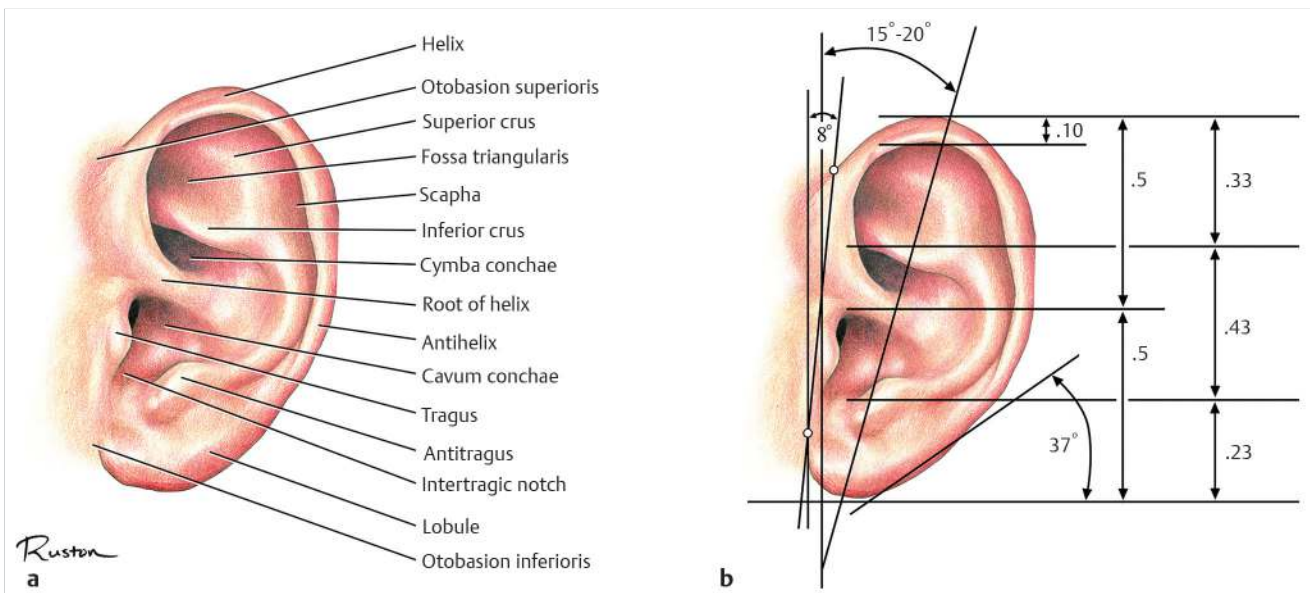 Helix
Otobasion superioris
Superior crus
Fossa triangularis
Scapha
Inferior crus
Cymba conchae
Root of helix
Antihelix
Cavum conchae
Tragus
Antitragus
Intertragic notch
Lobule
Otobasion inferioris
Ruston
a
15°-20°
8°
.10
.5
.33
.43
.5
37°
.23
b